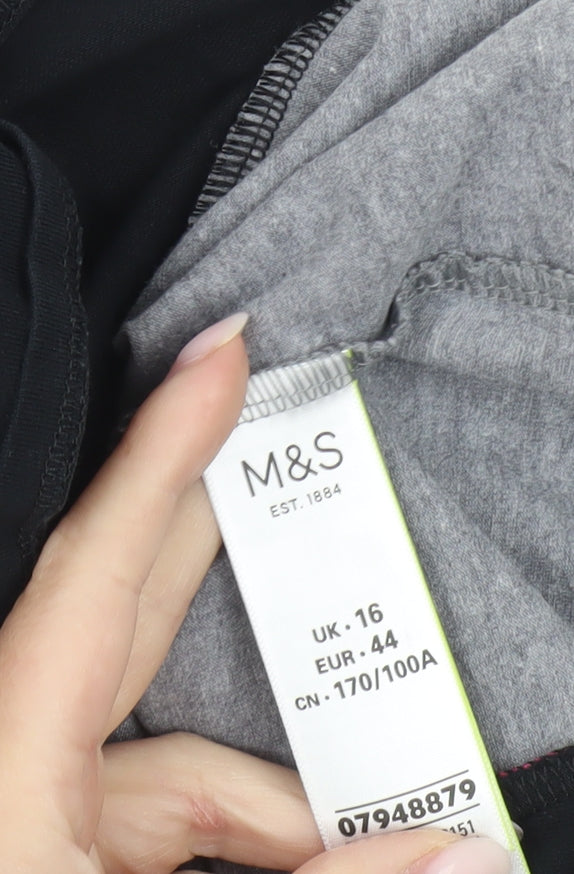 M&S
EST. 1884
UK · 16
EUR · 44
CN · 170/100A
07948879